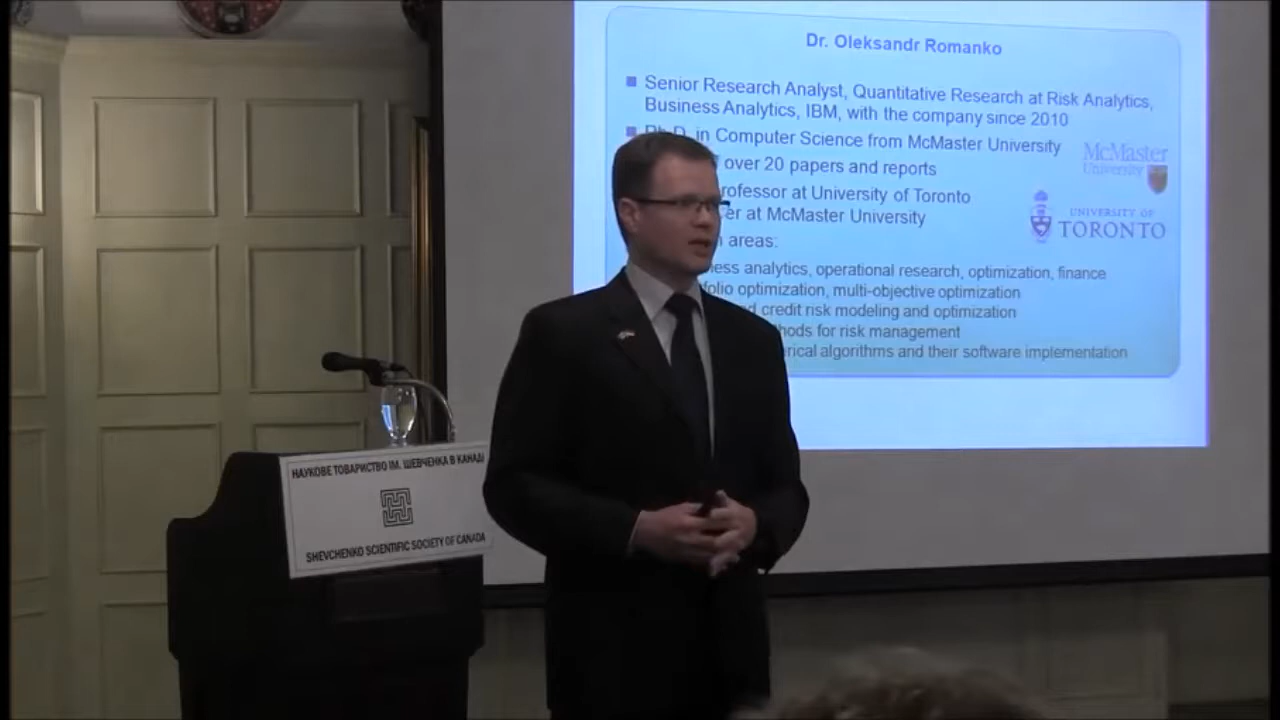 Dr. Oleksandr Romanko
Senior Research Analyst, Quantitative Research at Risk Analytics,
Business Analytics, IBM, with the company since 2010
Ph.D. in Computer Science from McMaster University
over 20 papers and reports
rofessor at University of Toronto
er at McMaster University
areas:
ess analytics, operational research, optimization, finance
folio optimization, multi-objective optimization
credit risk modeling and optimization
hods for risk management
rical algorithms and their software implementation
McMaster
University
UNIVERSITY OF
TORONTO
НАУКОВЕ ТОВАРИСТВО ІМ. ШЕВЧЕНКА В КАНАДІ
SHEVCHENKO SCIENTIFIC SOCIETY OF CANADA